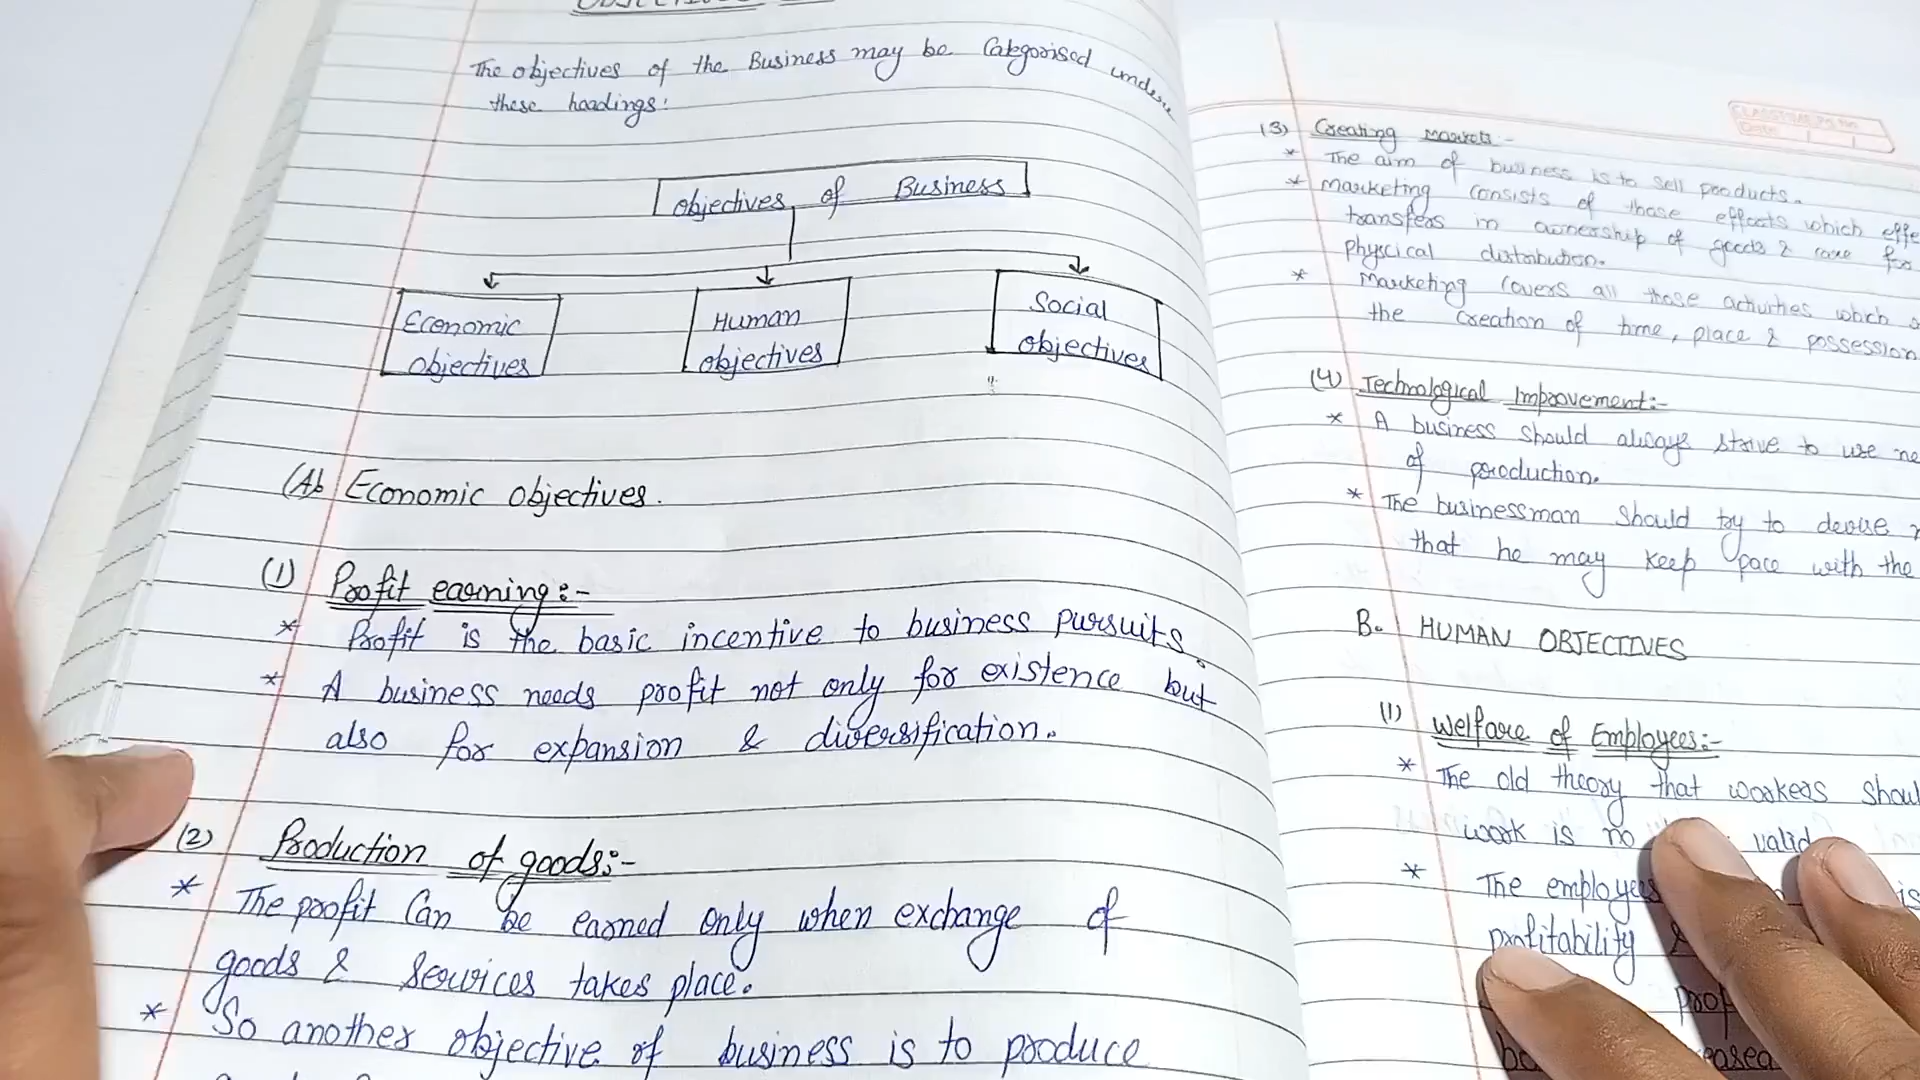 The objectives of the Business may be Categorised under
these headings:
objectives of Business
Economic
objectives
Human
objectives
Social
objectives
(A) Economic objectives.
(1) Profit earning:-
* Profit is the basic incentive to business pursuits.
* A business needs profit not only for existence but
also for expansion & diversification.
(2) Production of goods:-
* The profit Can be earned only when exchange of
goods & Services takes place.
* So another objective of business is to produce
(3) Creating markets:-
* The aim of business is to sell products.
* Marketing consists of those effects which
transfers in ownership of goods & care for
physcical distribution.
* Marketing Covers all those activities which
the creation of time, place & possession
(4) Technological Improvement:-
* A business should always strive to use
of production.
* The businessman should try to devise
that he may keep pace with the
B. HUMAN OBJECTIVES
(1) Welfare of Employees:-
* The old theory that workers
work is no valid
* The employees
profitability